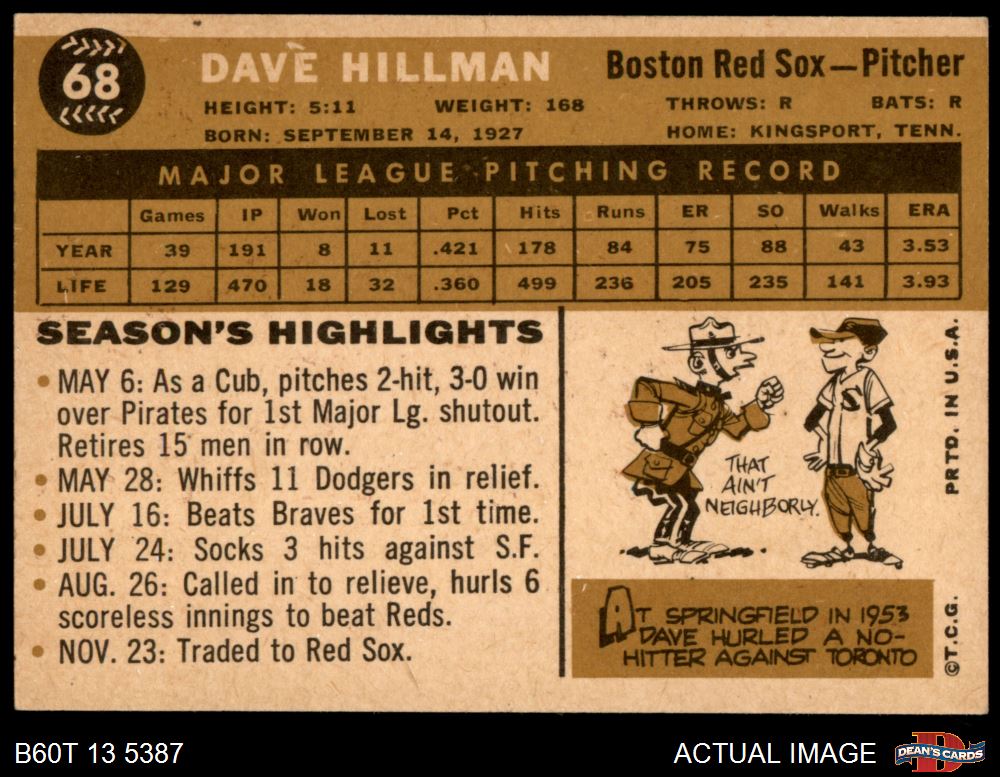 68
DAVE HILLMAN
Boston Red Sox—Pitcher
HEIGHT: 5:11 WEIGHT: 168 THROWS: R BATS: R
BORN: SEPTEMBER 14, 1927 HOME: KINGSPORT, TENN.
MAJOR LEAGUE PITCHING RECORD
Games IP Won Lost Pct Hits Runs ER SO Walks ERA
YEAR 39 191 8 11 .421 178 84 75 88 43 3.53
LIFE 129 470 18 32 .360 499 236 205 235 141 3.93
SEASON'S HIGHLIGHTS
• MAY 6: As a Cub, pitches 2-hit, 3-0 win
over Pirates for 1st Major Lg. shutout.
Retires 15 men in row.
• MAY 28: Whiffs 11 Dodgers in relief.
• JULY 16: Beats Braves for 1st time.
• JULY 24: Socks 3 hits against S.F.
• AUG. 26: Called in to relieve, hurls 6
scoreless innings to beat Reds.
• NOV. 23: Traded to Red Sox.
S
THAT
AIN'T
NEIGHBORLY.
AT SPRINGFIELD IN 1953
DAVE HURLED A NO-
HITTER AGAINST TORONTO
©T.C.G. PRTD. IN U.S.A.
B60T 13 5387
ACTUAL IMAGE
D
DEAN'S CARDS